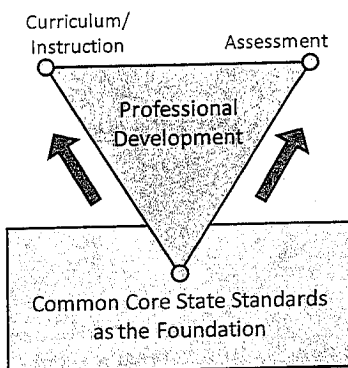 Curriculum/
Instruction
Assessment
Professional
Development
Common Core State Standards
as the Foundation